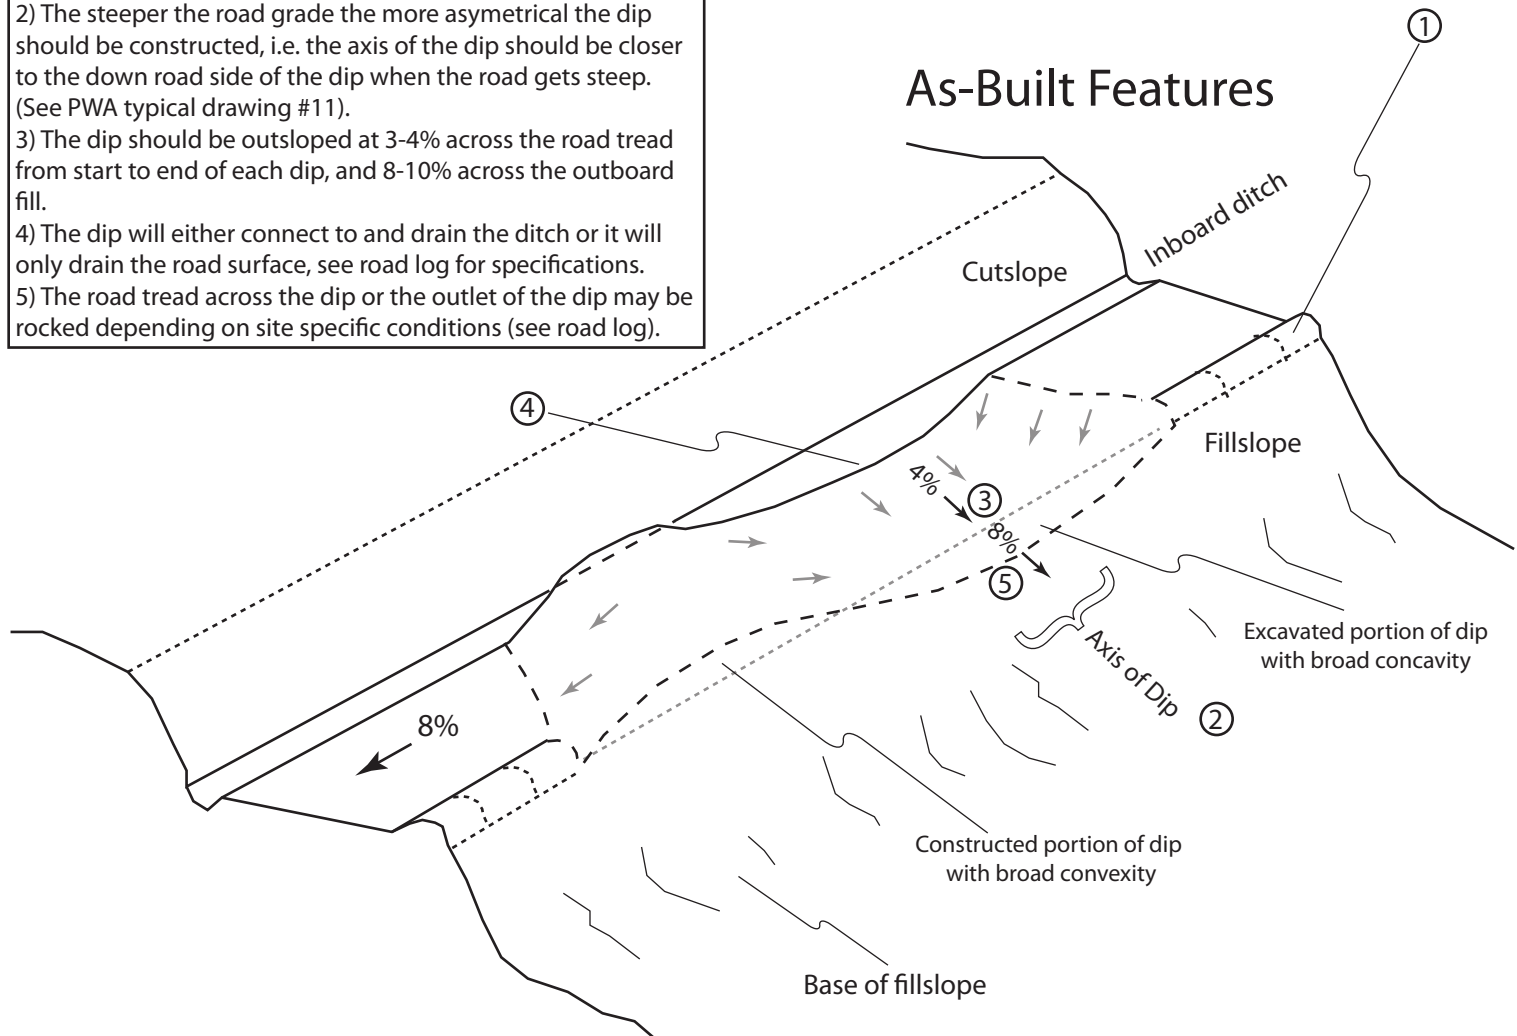 2) The steeper the road grade the more asymetrical the dip
should be constructed, i.e. the axis of the dip should be closer
to the down road side of the dip when the road gets steep.
(See PWA typical drawing #11).
3) The dip should be outsloped at 3-4% across the road tread
from start to end of each dip, and 8-10% across the outboard
fill.
4) The dip will either connect to and drain the ditch or it will
only drain the road surface, see road log for specifications.
5) The road tread across the dip or the outlet of the dip may be
rocked depending on site specific conditions (see road log).
As-Built Features
1
Inboard ditch
Cutslope
4
Fillslope
4%
3
8%
5
Excavated portion of dip
with broad concavity
Axis of Dip
2
8%
Constructed portion of dip
with broad convexity
Base of fillslope